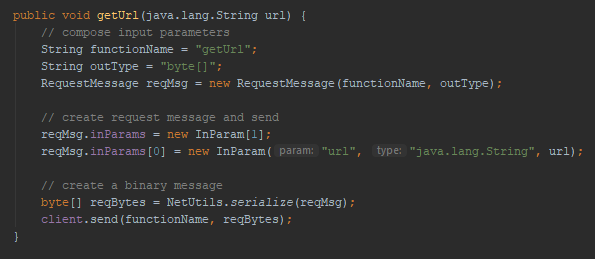 public void getUrl(java.lang.String url) {
// compose input parameters
String functionName = "getUrl";
String outType = "byte[]";
RequestMessage reqMsg = new RequestMessage(functionName, outType);
// create request message and send
reqMsg.inParams = new InParam[1];
reqMsg.inParams[0] = new InParam( param: "url", type: "java.lang.String", url);
// create a binary message
byte[] reqBytes = NetUtils.serialize(reqMsg);
client.send(functionName, reqBytes);
}